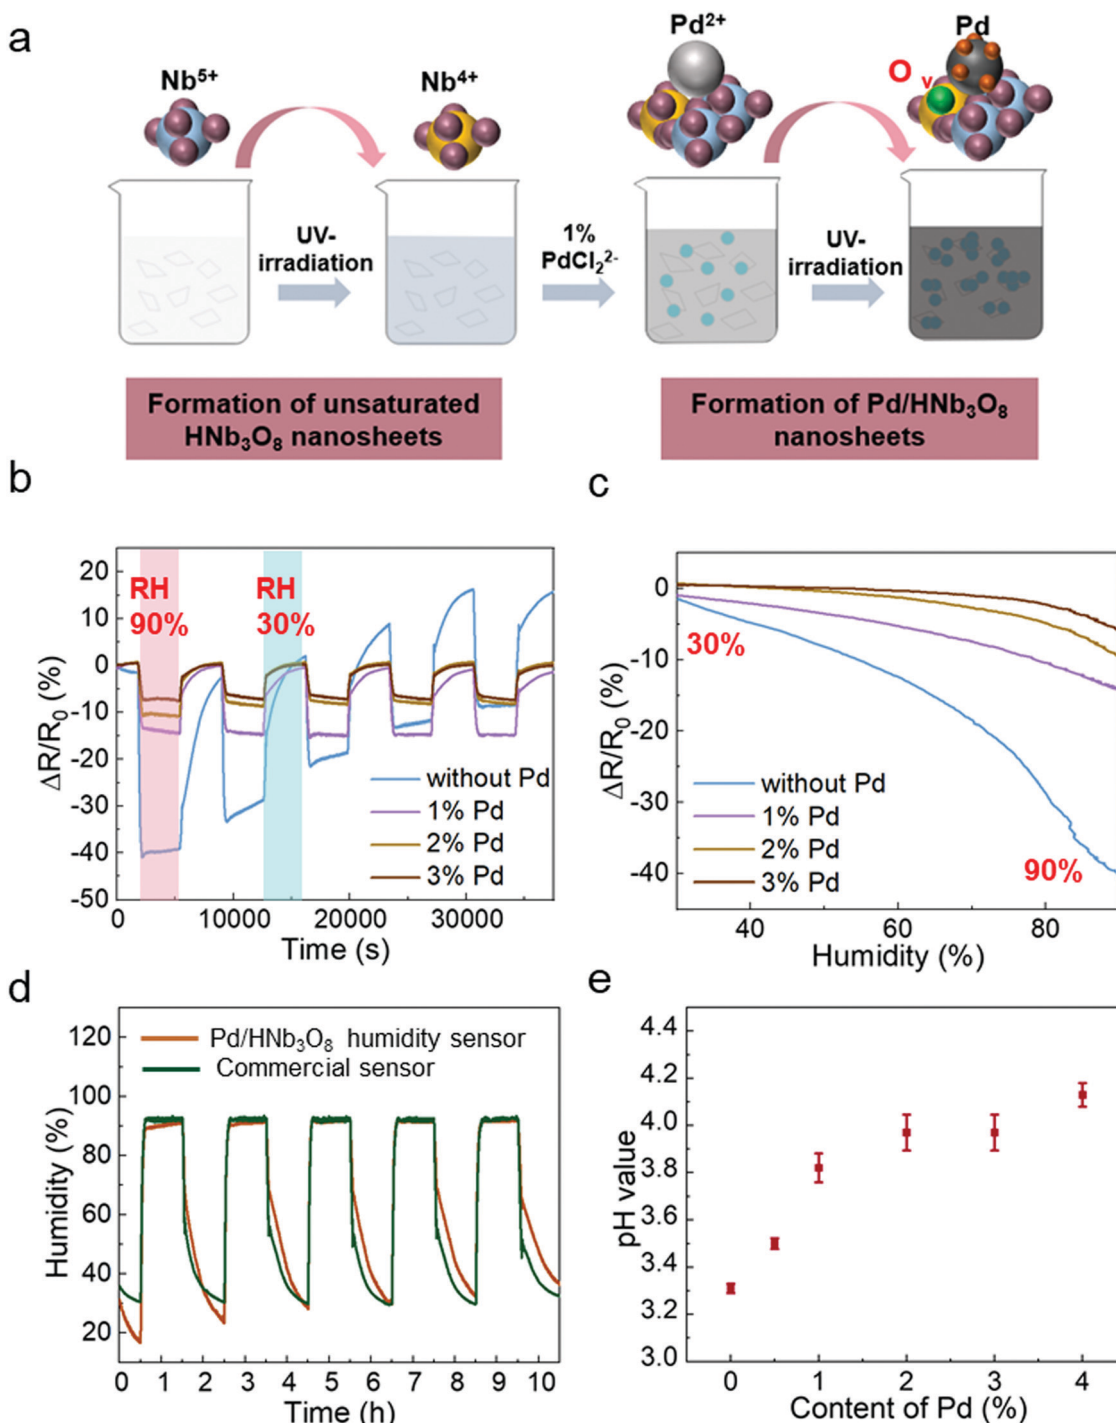 a
Nb⁵⁺
Nb⁴⁺
Pd²⁺
Pd
O ᵥ
UV-
irradiation
1%
PdCl₂²⁻
UV-
irradiation
Formation of unsaturated
HNb₃O₈ nanosheets
Formation of Pd/HNb₃O₈
nanosheets
b
20
10
0
-10
-20
-30
-40
-50
ΔR/R₀ (%)
RH
90%
RH
30%
without Pd
1% Pd
2% Pd
3% Pd
0 10000 20000 30000
Time (s)
c
0
-10
-20
-30
-40
ΔR/R₀ (%)
30%
90%
without Pd
1% Pd
2% Pd
3% Pd
40 60 80
Humidity (%)
d
120
100
80
60
40
20
Humidity (%)
Pd/HNb₃O₈ humidity sensor
Commercial sensor
0 1 2 3 4 5 6 7 8 9 10
Time (h)
e
4.4
4.2
4.0
3.8
3.6
3.4
3.2
3.0
pH value
0 1 2 3 4
Content of Pd (%)